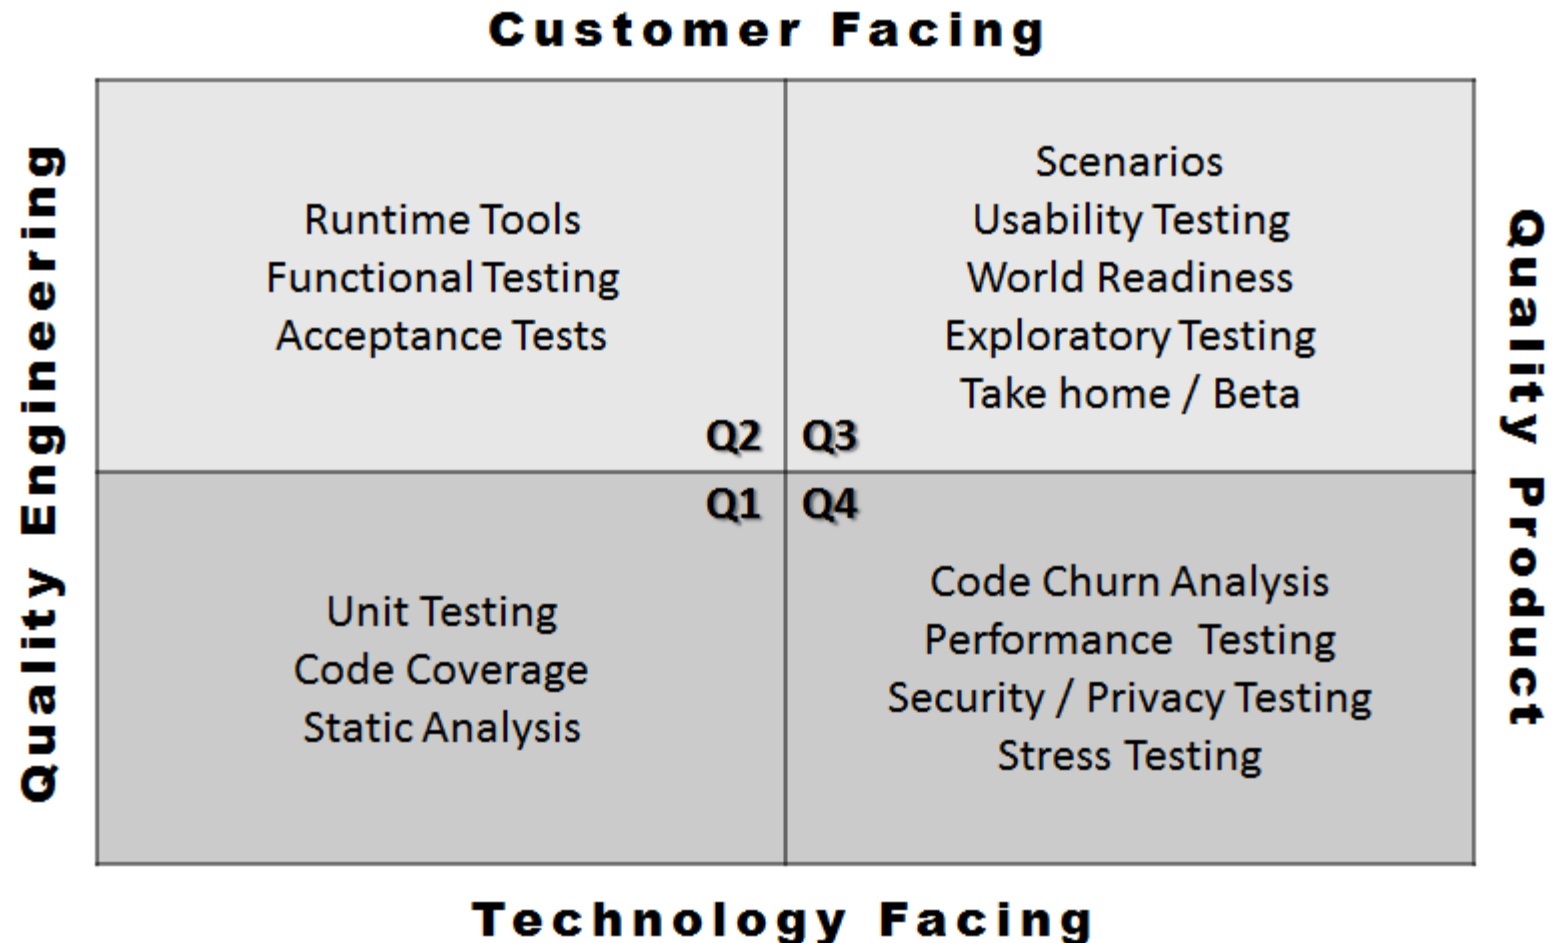 Customer Facing
Quality Engineering
Runtime Tools
Functional Testing
Acceptance Tests
Q2
Scenarios
Usability Testing
World Readiness
Exploratory Testing
Take home / Beta
Q3
Quality Product
Q1
Unit Testing
Code Coverage
Static Analysis
Q4
Code Churn Analysis
Performance Testing
Security / Privacy Testing
Stress Testing
Technology Facing